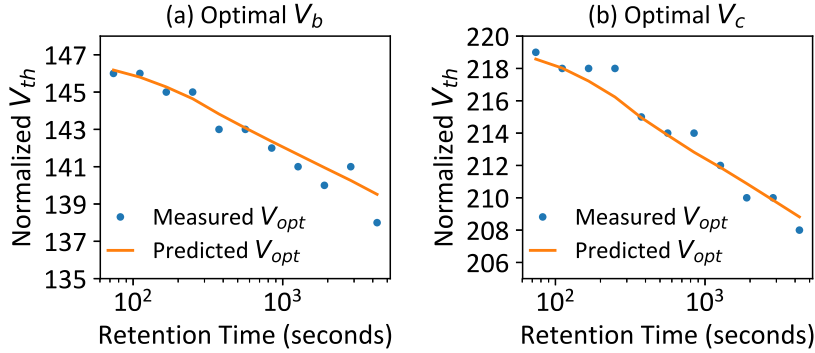 (a) Optimal V_b
Normalized V_th
147
145
143
141
139
137
135
Measured V_opt
Predicted V_opt
10^2
10^3
Retention Time (seconds)
(b) Optimal V_c
Normalized V_th
220
218
216
214
212
210
208
206
Measured V_opt
Predicted V_opt
10^2
10^3
Retention Time (seconds)